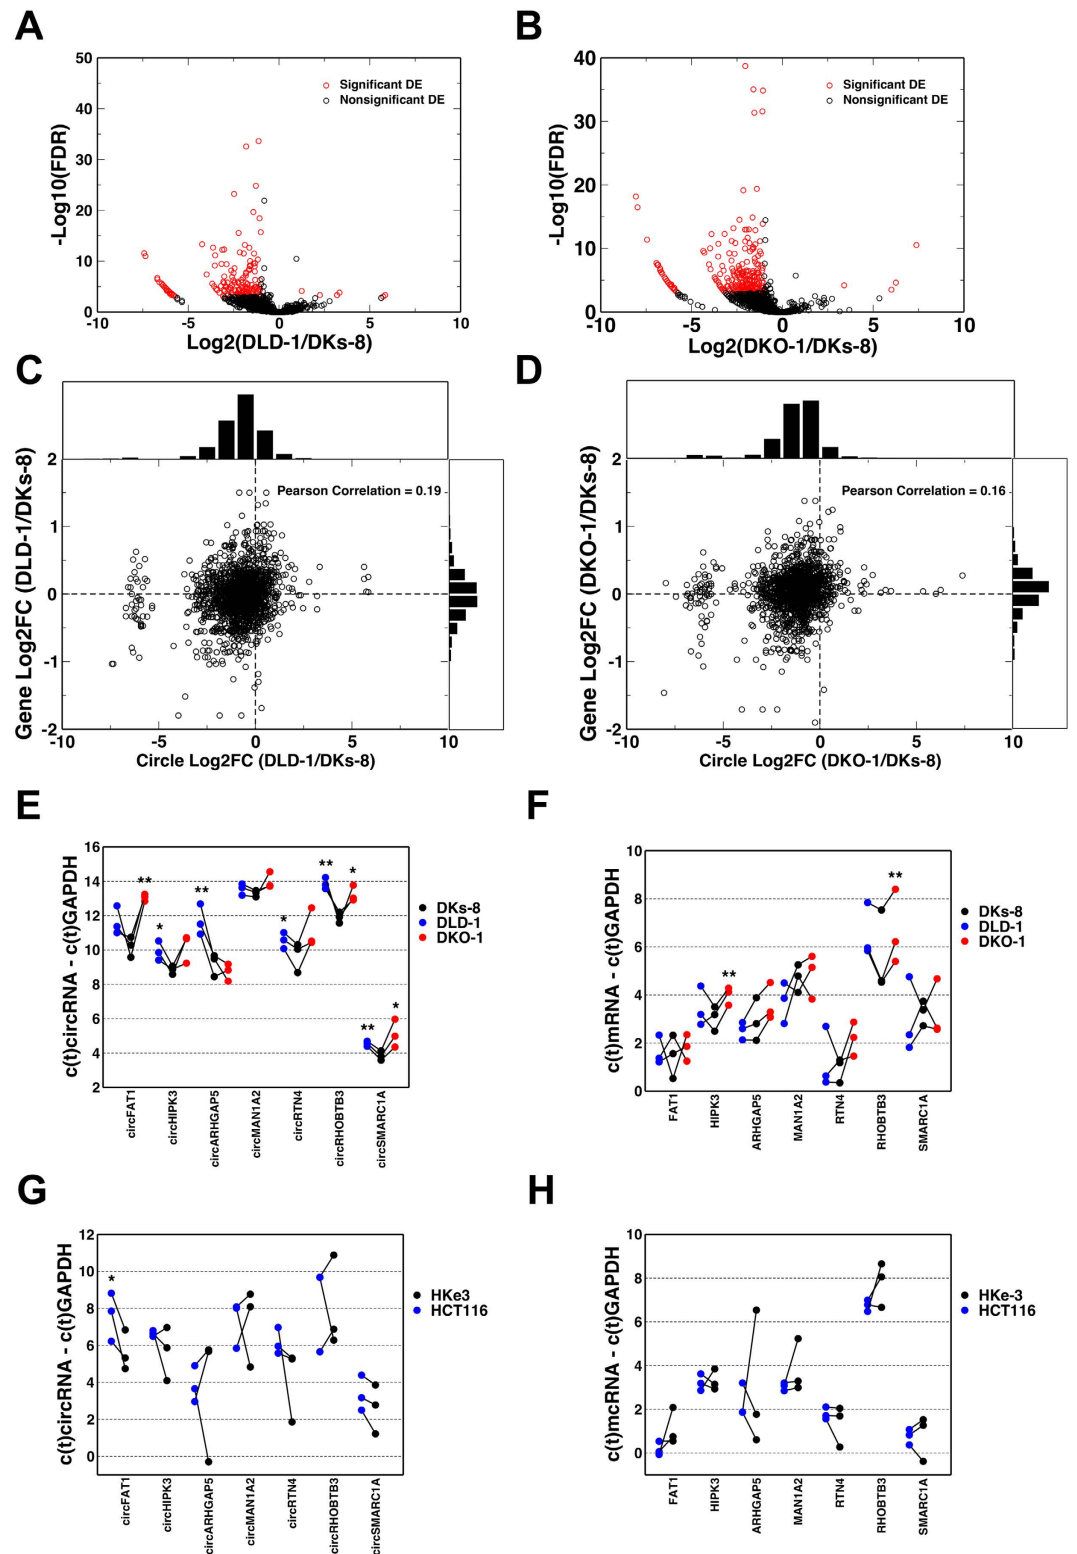 A
B
50
40
30
20
10
0
-Log10(FDR)
Significant DE
Nonsignificant DE
-10
-5
0
5
10
Log2(DLD-1/DKs-8)
40
30
20
10
0
-Log10(FDR)
Significant DE
Nonsignificant DE
-10
-5
0
5
10
Log2(DKO-1/DKs-8)
C
D
2
1
0
-1
-2
Gene Log2FC (DLD-1/DKs-8)
Pearson Correlation = 0.19
-10
-5
0
5
10
Circle Log2FC (DLD-1/DKs-8)
2
1
0
-1
-2
Gene Log2FC (DKO-1/DKs-8)
Pearson Correlation = 0.16
-10
-5
0
5
10
Circle Log2FC (DKO-1/DKs-8)
E
F
16
14
12
10
8
6
4
2
c(t)circRNA - c(t)GAPDH
**
*
**
*
**
*
**
*
DKs-8
DLD-1
DKO-1
circFAT1
circHIPK3
circARHGAP5
circMAN1A2
circRTN4
circRHOBTB3
circSMARC1A
10
8
6
4
2
0
c(t)mRNA - c(t)GAPDH
**
**
DKs-8
DLD-1
DKO-1
FAT1
HIPK3
ARHGAP5
MAN1A2
RTN4
RHOBTB3
SMARC1A
G
H
12
10
8
6
4
2
0
c(t)circRNA - c(t)GAPDH
*
HKe3
HCT116
circFAT1
circHIPK3
circARHGAP5
circMAN1A2
circRTN4
circRHOBTB3
circSMARC1A
10
8
6
4
2
0
c(t)mcRNA - c(t)GAPDH
HKe-3
HCT116
FAT1
HIPK3
ARHGAP5
MAN1A2
RTN4
RHOBTB3
SMARC1A